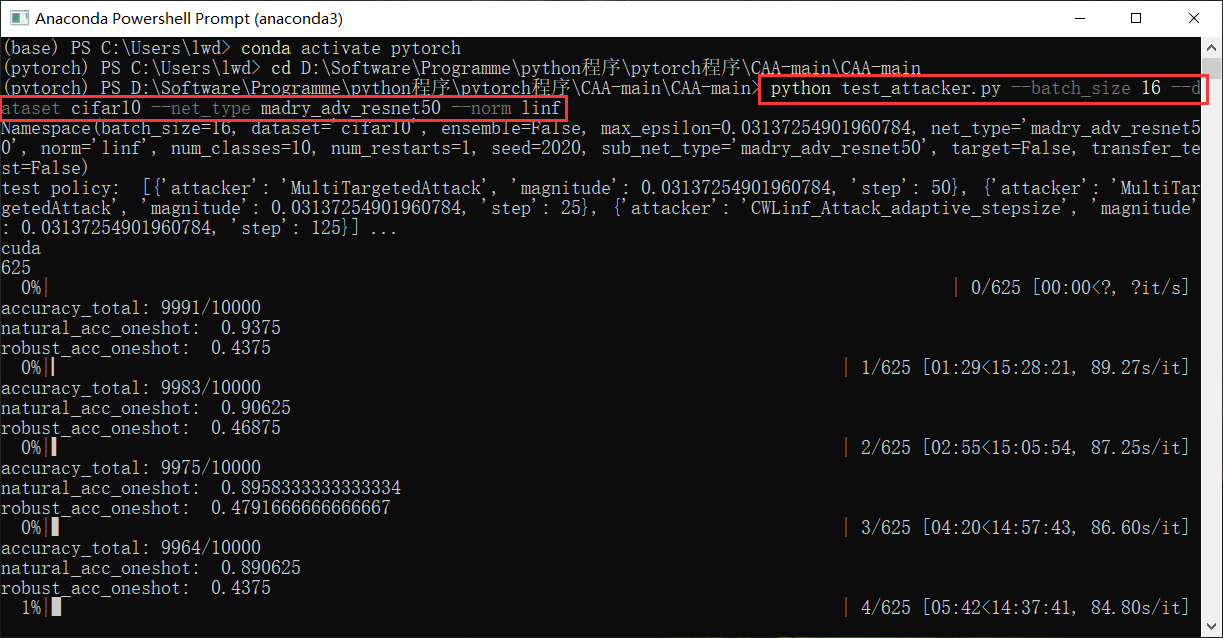 Anaconda Powershell Prompt (anaconda3)
(base) PS C:\Users\lwd> conda activate pytorch
(pytorch) PS C:\Users\lwd> cd D:\Software\Programme\python程序\pytorch程序\CAA-main\CAA-main
(pytorch) PS D:\Software\Programme\python程序\pytorch程序\CAA-main\CAA-main> python test_attacker.py --batch_size 16 --d
ataset cifar10 --net_type madry_adv_resnet50 --norm linf
Namespace(batch_size=16, dataset='cifar10', ensemble=False, max_epsilon=0.03137254901960784, net_type='madry_adv_resnet5
0', norm='linf', num_classes=10, num_restarts=1, seed=2020, sub_net_type='madry_adv_resnet50', target=False, transfer_te
st=False)
test policy:  [{'attacker': 'MultiTargetedAttack', 'magnitude': 0.03137254901960784, 'step': 50}, {'attacker': 'MultiTar
getedAttack', 'magnitude': 0.03137254901960784, 'step': 25}, {'attacker': 'CWLinf_Attack_adaptive_stepsize', 'magnitude'
: 0.03137254901960784, 'step': 125}] ...
cuda
625
0%| | 0/625 [00:00<?, ?it/s]
accuracy_total: 9991/10000
natural_acc_oneshot:  0.9375
robust_acc_oneshot:  0.4375
0%| | 1/625 [01:29<15:28:21, 89.27s/it]
accuracy_total: 9983/10000
natural_acc_oneshot:  0.90625
robust_acc_oneshot:  0.46875
0%| | 2/625 [02:55<15:05:54, 87.25s/it]
accuracy_total: 9975/10000
natural_acc_oneshot:  0.8958333333333334
robust_acc_oneshot:  0.4791666666666667
0%| | 3/625 [04:20<14:57:43, 86.60s/it]
accuracy_total: 9964/10000
natural_acc_oneshot:  0.890625
robust_acc_oneshot:  0.4375
1%| | 4/625 [05:42<14:37:41, 84.80s/it]